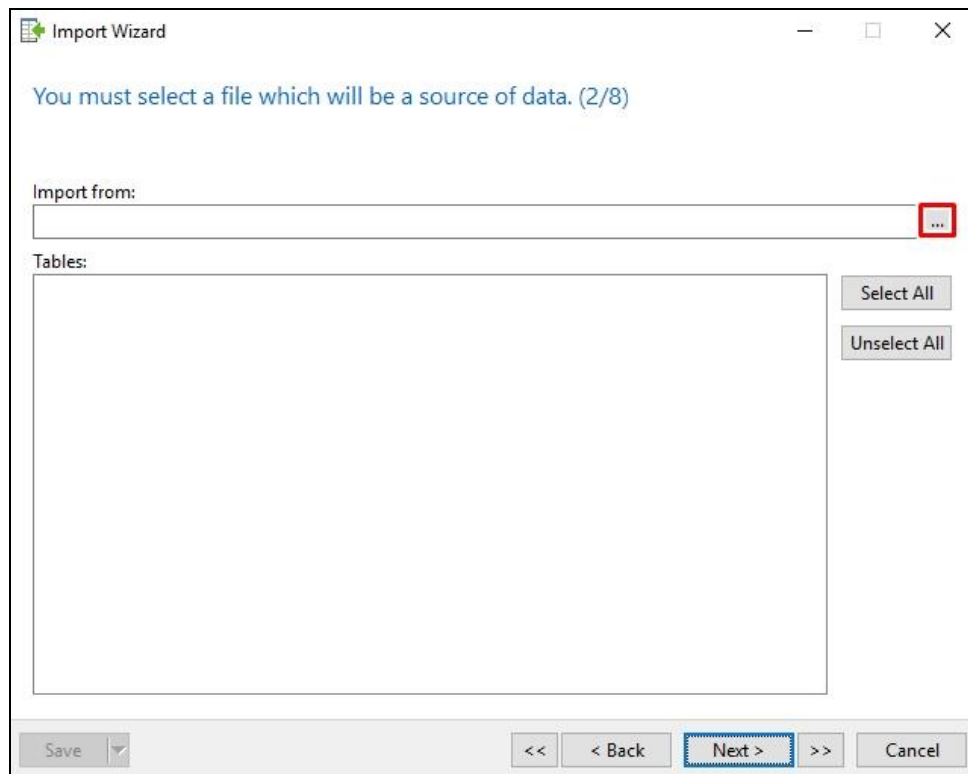 Import Wizard
You must select a file which will be a source of data. (2/8)
Import from:
...
Tables:
Select All
Unselect All
Save
<<
< Back
Next >
>>
Cancel